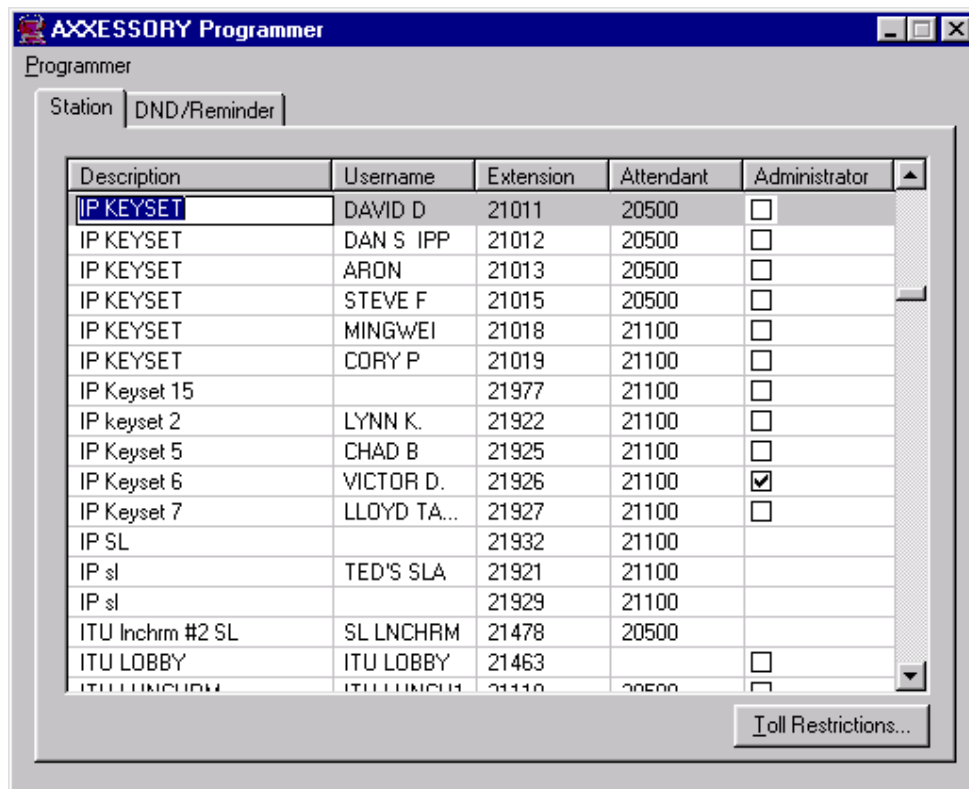 AXXESSORY Programmer
Programmer
Station DND/Reminder
Description Username Extension Attendant Administrator
IP KEYSET DAVID D 21011 20500
IP KEYSET DAN S IPP 21012 20500
IP KEYSET ARON 21013 20500
IP KEYSET STEVE F 21015 20500
IP KEYSET MINGWEI 21018 21100
IP KEYSET CORY P 21019 21100
IP Keyset 15 21977 21100
IP keyset 2 LYNN K. 21922 21100
IP Keyset 5 CHAD B 21925 21100
IP Keyset 6 VICTOR D. 21926 21100
IP Keyset 7 LLOYD TA... 21927 21100
IP SL 21932 21100
IP sl TED'S SLA 21921 21100
IP sl 21929 21100
ITU lnchrm #2 SL SL LNCHRM 21478 20500
ITU LOBBY ITU LOBBY 21463
Toll Restrictions...